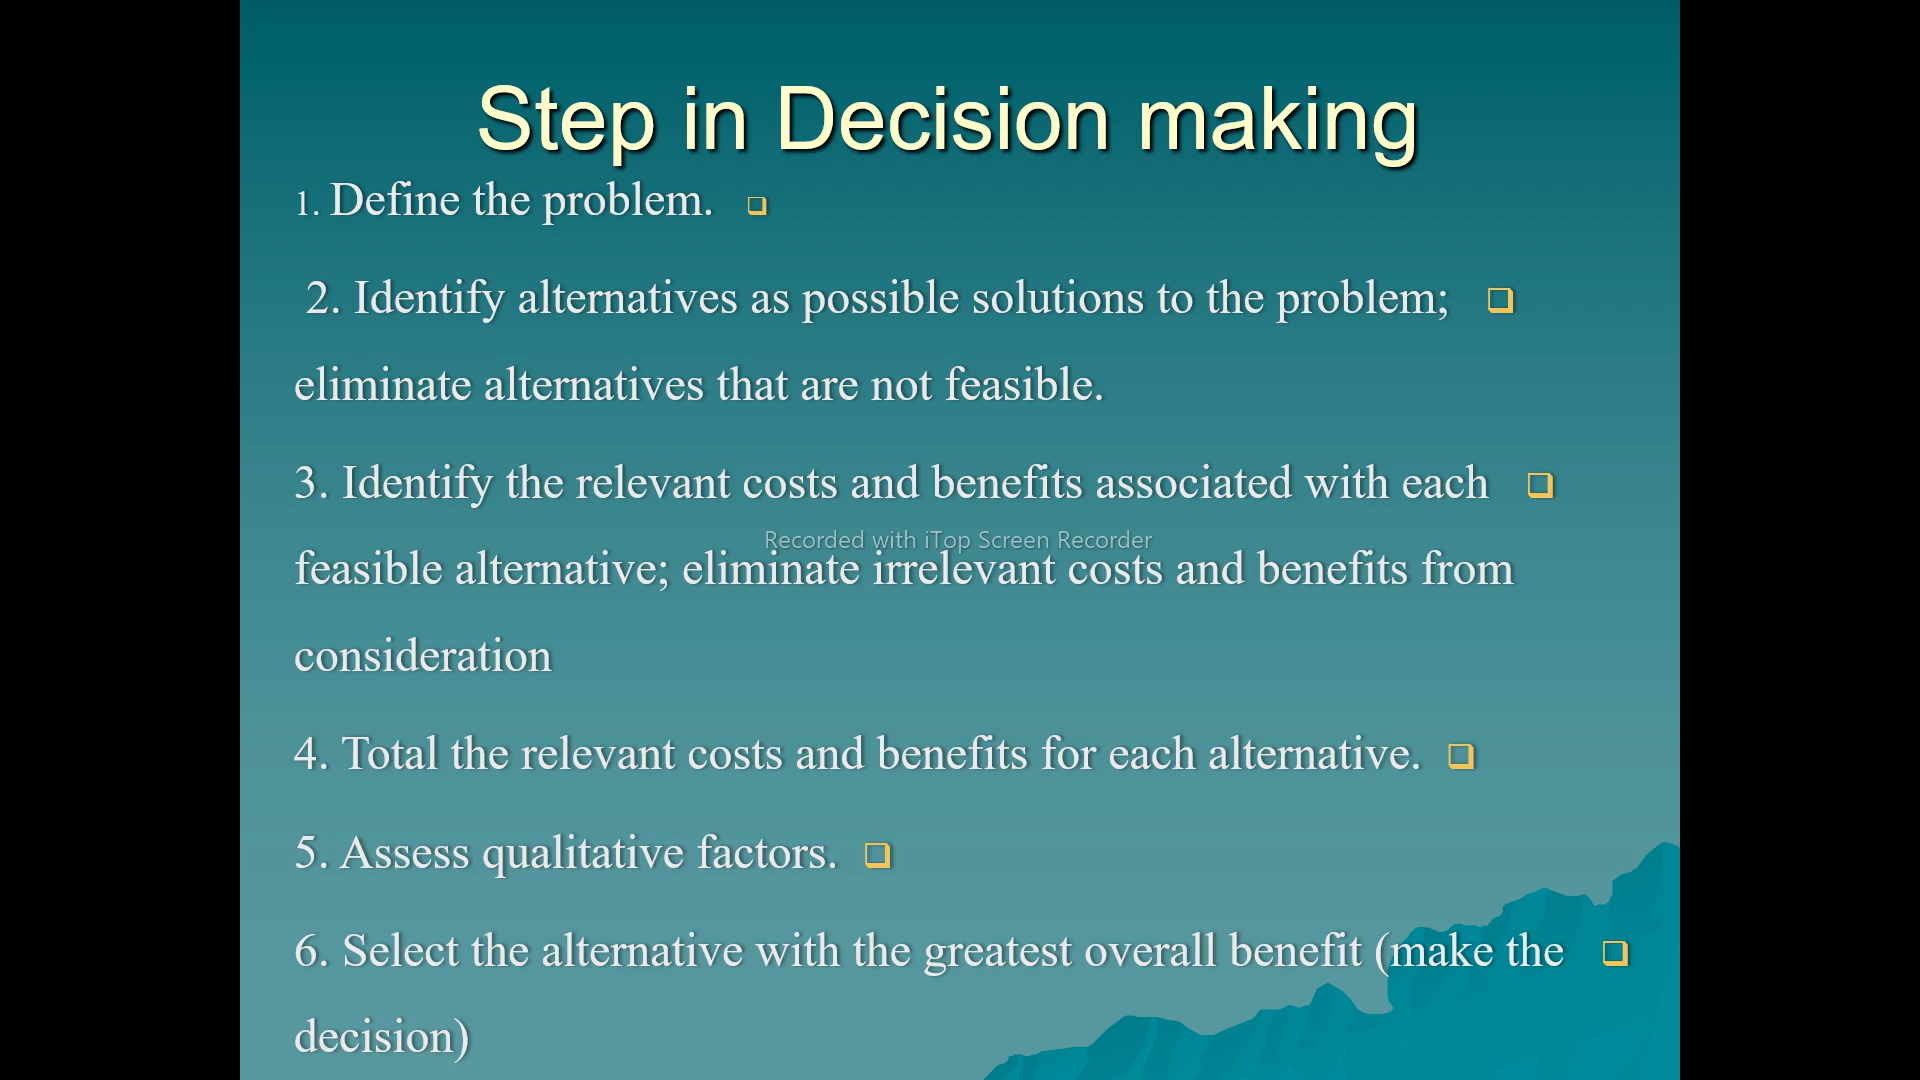 Step in Decision making
1. Define the problem.
2. Identify alternatives as possible solutions to the problem;
eliminate alternatives that are not feasible.
3. Identify the relevant costs and benefits associated with each
Recorded with iTop Screen Recorder
feasible alternative; eliminate irrelevant costs and benefits from
consideration
4. Total the relevant costs and benefits for each alternative.
5. Assess qualitative factors.
6. Select the alternative with the greatest overall benefit (make the
decision)